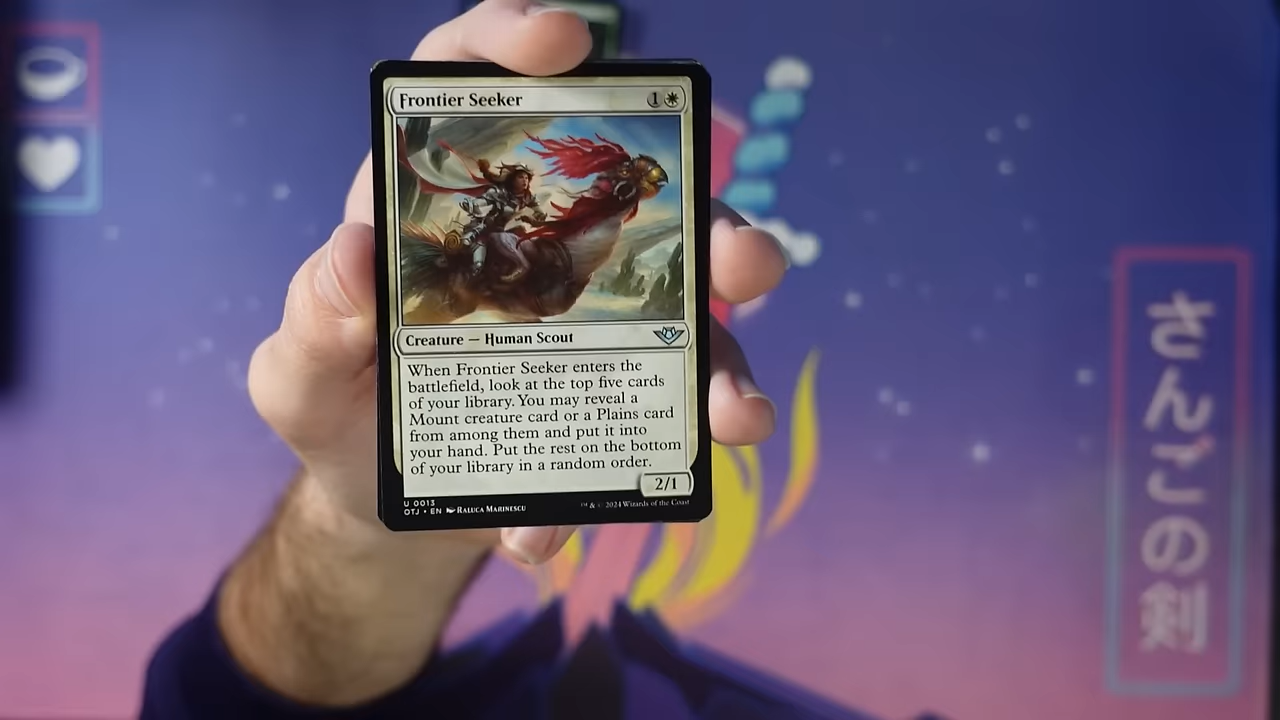 Frontier Seeker
1
Creature — Human Scout
When Frontier Seeker enters the
battlefield, look at the top five cards
of your library. You may reveal a
Mount creature card or a Plains card
from among them and put it into
your hand. Put the rest on the bottom
of your library in a random order.
2/1
U 0013
OTJ • EN Raluca Marinescu
™ & © 2024 Wizards of the Coast
さんごの剣